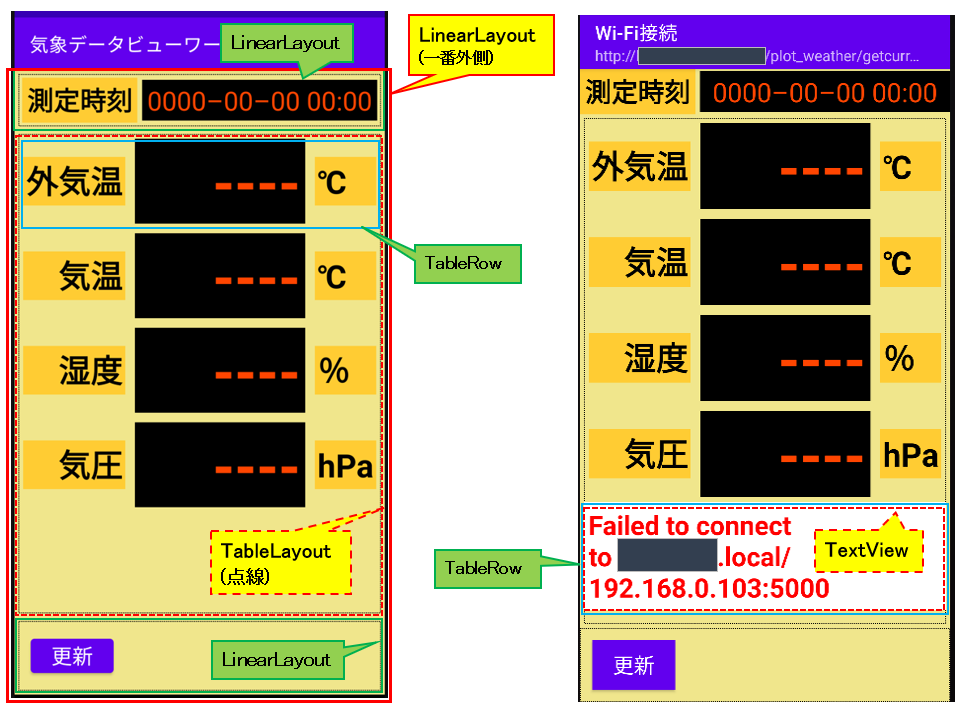 気象データビューワー
LinearLayout
LinearLayout
(一番外側)
測定時刻 0000-00-00 00:00
外気温 ---- ℃
TableRow
気温 ---- ℃
湿度 ---- %
気圧 ---- hPa
TableLayout
(点線)
更新
LinearLayout
Wi-Fi接続
http:// /plot_weather/getcurr...
測定時刻 0000-00-00 00:00
外気温 ---- ℃
気温 ---- ℃
湿度 ---- %
気圧 ---- hPa
Failed to connect
to .local/
192.168.0.103:5000
TextView
TableRow
更新